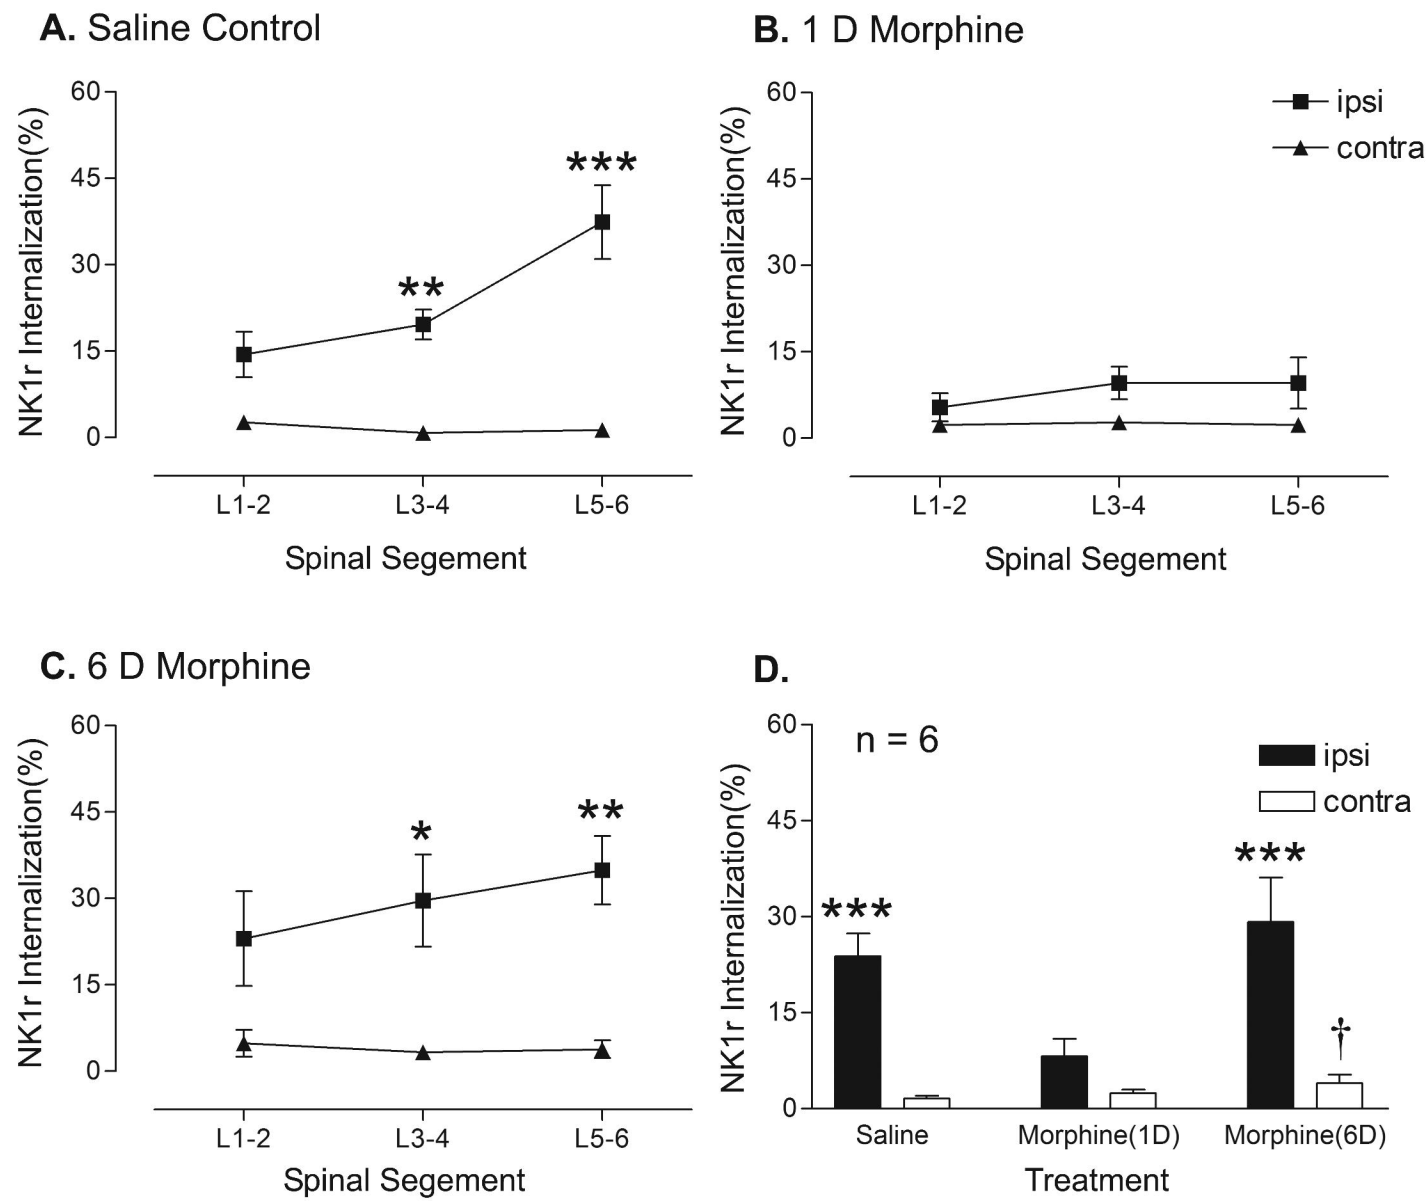 A. Saline Control
NK1r Internalization(%)
60
45
30
15
0
**
***
L1-2 L3-4 L5-6
Spinal Segement
B. 1 D Morphine
NK1r Internalization(%)
60
45
30
15
0
ipsi
contra
L1-2 L3-4 L5-6
Spinal Segement
C. 6 D Morphine
NK1r Internalization(%)
60
45
30
15
0
*
**
L1-2 L3-4 L5-6
Spinal Segement
D.
NK1r Internalization(%)
60
45
30
15
0
n = 6
ipsi
contra
***
***
†
Saline Morphine(1D) Morphine(6D)
Treatment